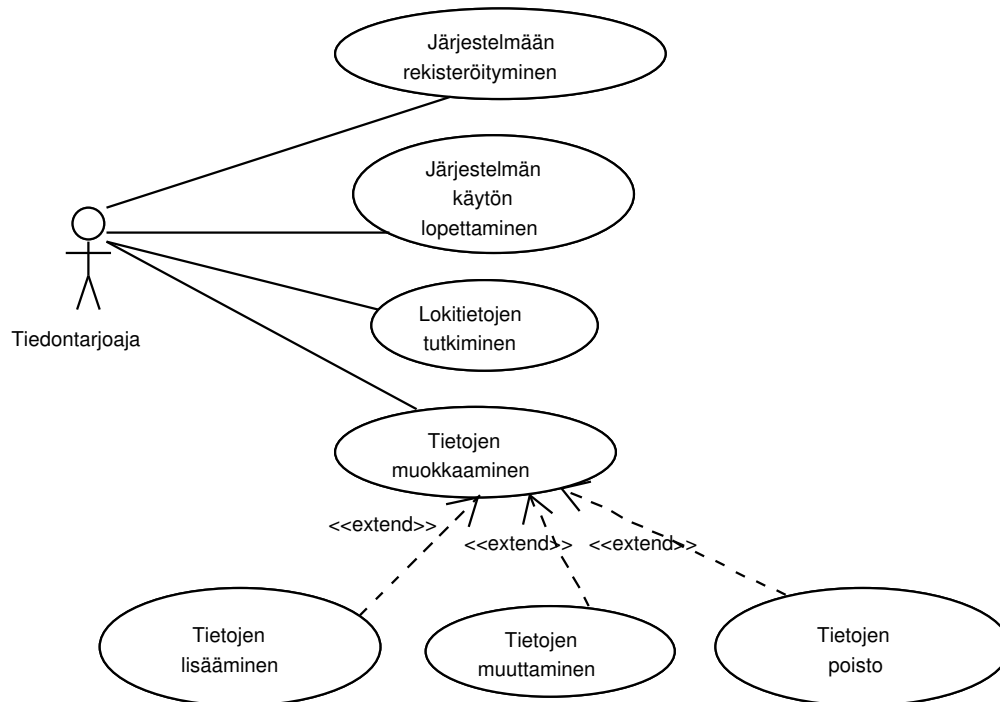 Järjestelmään
rekisteröityminen
Järjestelmän
käytön
lopettaminen
Tiedontarjoaja
Lokitietojen
tutkiminen
Tietojen
muokkaaminen
<<extend>>
<<extend>>
<<extend>>
Tietojen
lisääminen
Tietojen
muuttaminen
Tietojen
poisto